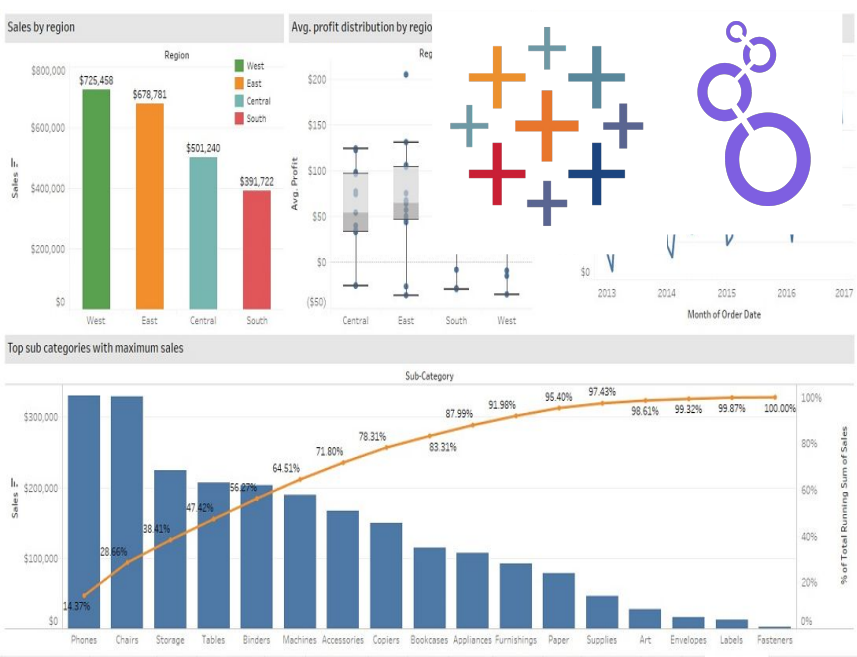 Sales by region
Region
West
East
Central
South
$800,000
$600,000
$400,000
$200,000
$0
Sales
$725,458
$678,781
$501,240
$391,722
West East Central South
Avg. profit distribution by regio
Reg
$200
$150
$100
$50
$0
($50)
Avg. Profit
Central East South West
$0
2013 2014 2015 2016 2017
Month of Order Date
Top sub categories with maximum sales
Sub-Category
$300,000
$200,000
$100,000
$0
Sales
14.37%
28.66%
38.41%
47.42%
56.27%
64.51%
71.80%
78.31%
83.31%
87.99%
91.98%
95.40%
97.43%
98.61%
99.32%
99.87%
100.00%
100%
80%
60%
40%
20%
0%
% of Total Running Sum of Sales
Phones Chairs Storage Tables Binders Machines Accessories Copiers Bookcases Appliances Furnishings Paper Supplies Art Envelopes Labels Fasteners